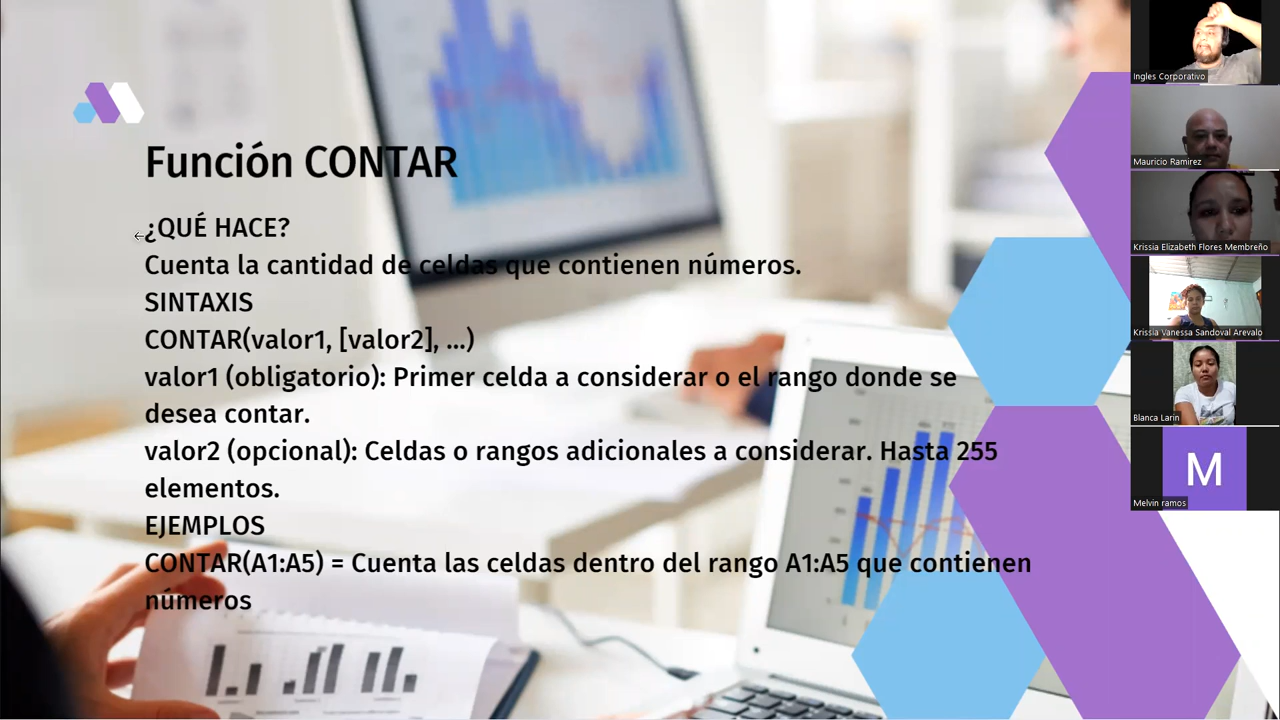 Función CONTAR
¿QUÉ HACE?
Cuenta la cantidad de celdas que contienen números.
SINTAXIS
CONTAR(valor1, [valor2], ...)
valor1 (obligatorio): Primer celda a considerar o el rango donde se
desea contar.
valor2 (opcional): Celdas o rangos adicionales a considerar. Hasta 255
elementos.
EJEMPLOS
CONTAR(A1:A5) = Cuenta las celdas dentro del rango A1:A5 que contienen
números
Ingles Corporativo
Mauricio Ramirez
Krissia Elizabeth Flores Membreño
Krissia Vanessa Sandoval Arevalo
Blanca Larin
M
Melvin ramos